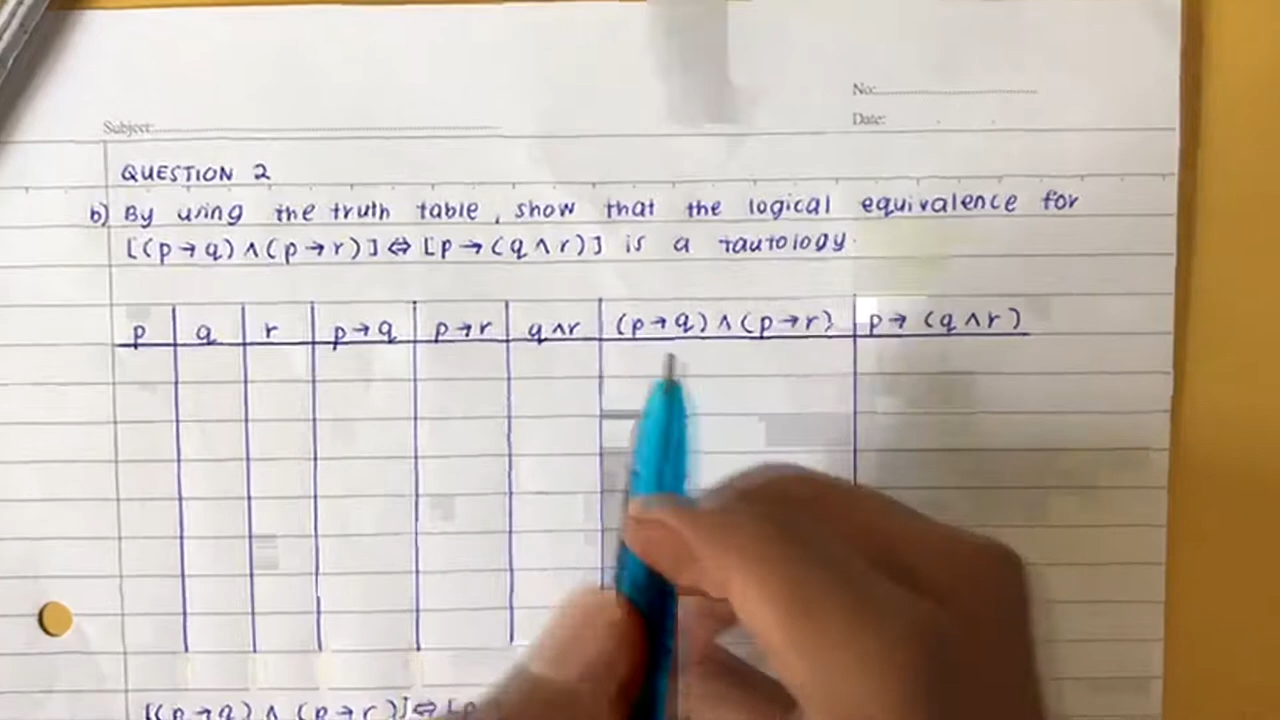 No:
Subject:
Date:
QUESTION 2
b) By using the truth table, show that the logical equivalence for
[(p→q)∧(p→r)]⇔[p→(q∧r)] is a tautology.
p q r p→q p→r q∧r (p→q)∧(p→r) p→(q∧r)
[(p→q)∧(p→r)]⇔[p